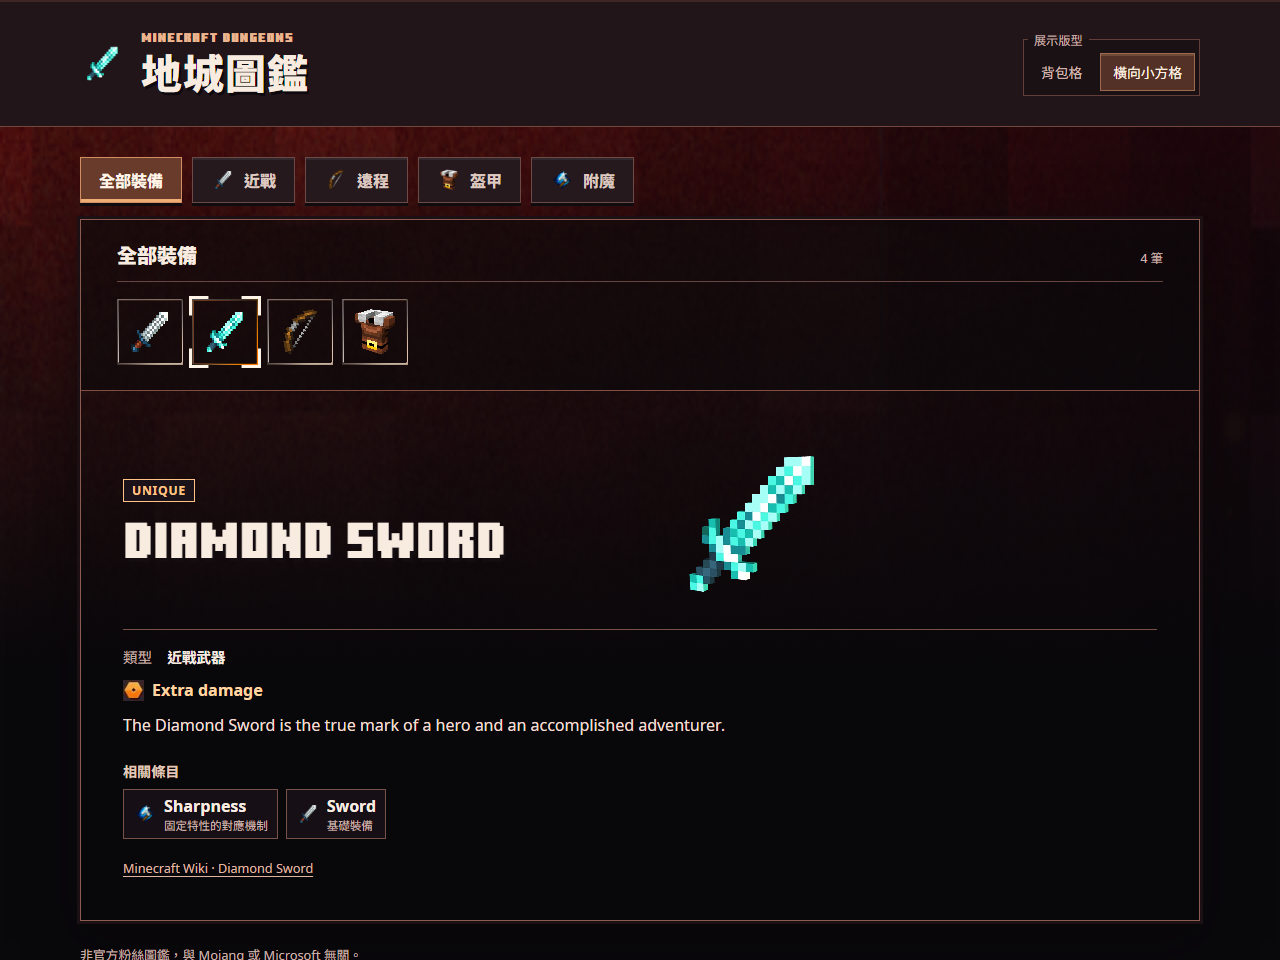 MINECRAFT DUNGEONS
地城圖鑑
展示版型
背包格
橫向小方格
全部裝備
近戰
遠程
盔甲
附魔
全部裝備
4 筆
UNIQUE
DIAMOND SWORD
類型 近戰武器
Extra damage
The Diamond Sword is the true mark of a hero and an accomplished adventurer.
相關條目
Sharpness
固定特性的對應機制
Sword
基礎裝備
Minecraft Wiki · Diamond Sword
非官方粉絲圖鑑，與 Mojang 或 Microsoft 無關。